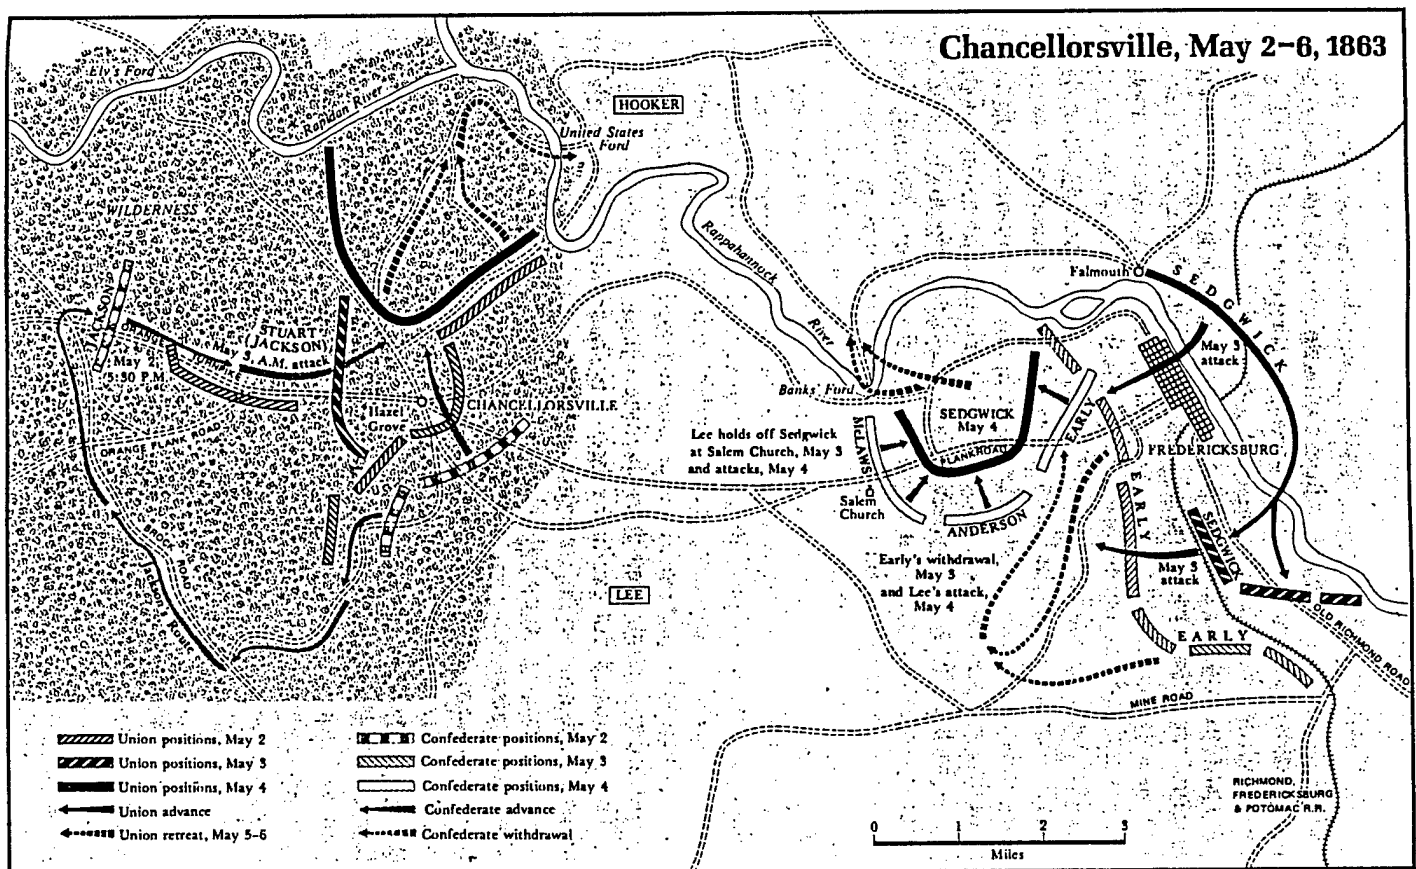 Chancellorsville, May 2–6, 1863
Ely's Ford
Rapidan River
HOOKER
United States
Ford
WILDERNESS
Rappahannock
River
Falmouth
SEDGWICK
JACKSON
May 2
5:30 P.M.
STUART
(JACKSON)
May 3,
A.M. attack
May 3
attack
Banks' Ford
Hazel
Grove
CHANCELLORSVILLE
SEDGWICK
May 4
EARLY
McLAWS
Lee holds off Sedgwick
at Salem Church, May 3
and attacks, May 4
PLANK ROAD
FREDERICKSBURG
ORANGE PLANK ROAD
Salem
Church
ANDERSON
EARLY
SEDGWICK
BROCK ROAD
Jackson's Route
Early's withdrawal,
May 3
and Lee's attack,
May 4
May 3
attack
LEE
EARLY
OLD RICHMOND ROAD
MINE ROAD
RICHMOND,
FREDERICKSBURG
& POTOMAC R.R.
Union positions, May 2
Union positions, May 3
Union positions, May 4
Union advance
Union retreat, May 5–6
Confederate positions, May 2
Confederate positions, May 3
Confederate positions, May 4
Confederate advance
Confederate withdrawal
0 1 2 3
Miles